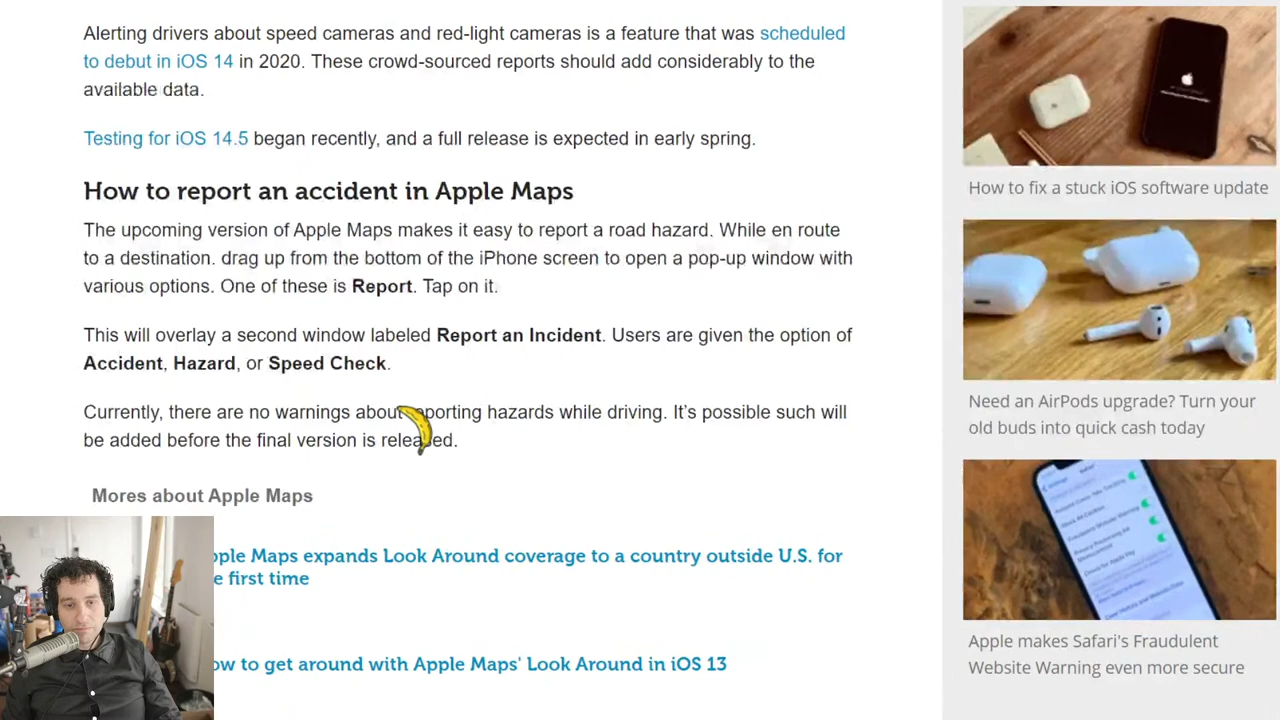 Alerting drivers about speed cameras and red-light cameras is a feature that was scheduled
to debut in iOS 14 in 2020. These crowd-sourced reports should add considerably to the
available data.
Testing for iOS 14.5 began recently, and a full release is expected in early spring.
How to report an accident in Apple Maps
The upcoming version of Apple Maps makes it easy to report a road hazard. While en route
to a destination. drag up from the bottom of the iPhone screen to open a pop-up window with
various options. One of these is Report. Tap on it.
This will overlay a second window labeled Report an Incident. Users are given the option of
Accident, Hazard, or Speed Check.
Currently, there are no warnings about reporting hazards while driving. It’s possible such will
be added before the final version is released.
Mores about Apple Maps
pple Maps expands Look Around coverage to a country outside U.S. for
e first time
ow to get around with Apple Maps' Look Around in iOS 13
How to fix a stuck iOS software update
Need an AirPods upgrade? Turn your
old buds into quick cash today
Apple makes Safari's Fraudulent
Website Warning even more secure